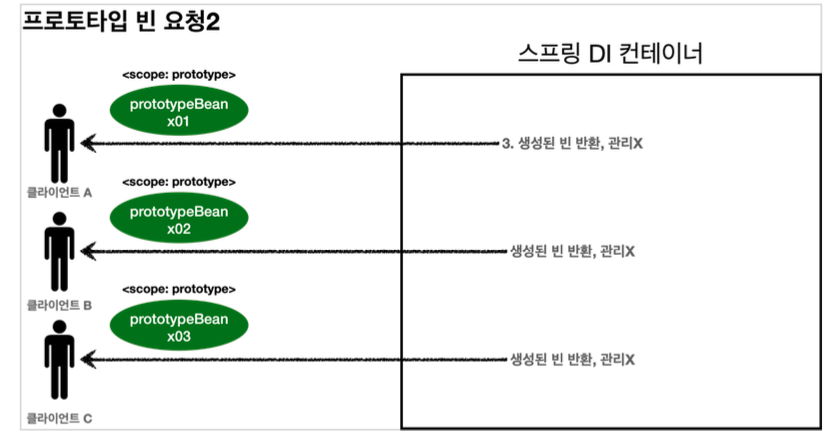 프로토타입 빈 요청2
스프링 DI 컨테이너
<scope: prototype>
prototypeBean
x01
3. 생성된 빈 반환, 관리X
클라이언트 A
<scope: prototype>
prototypeBean
x02
생성된 빈 반환, 관리X
클라이언트 B
<scope: prototype>
prototypeBean
x03
생성된 빈 반환, 관리X
클라이언트 C